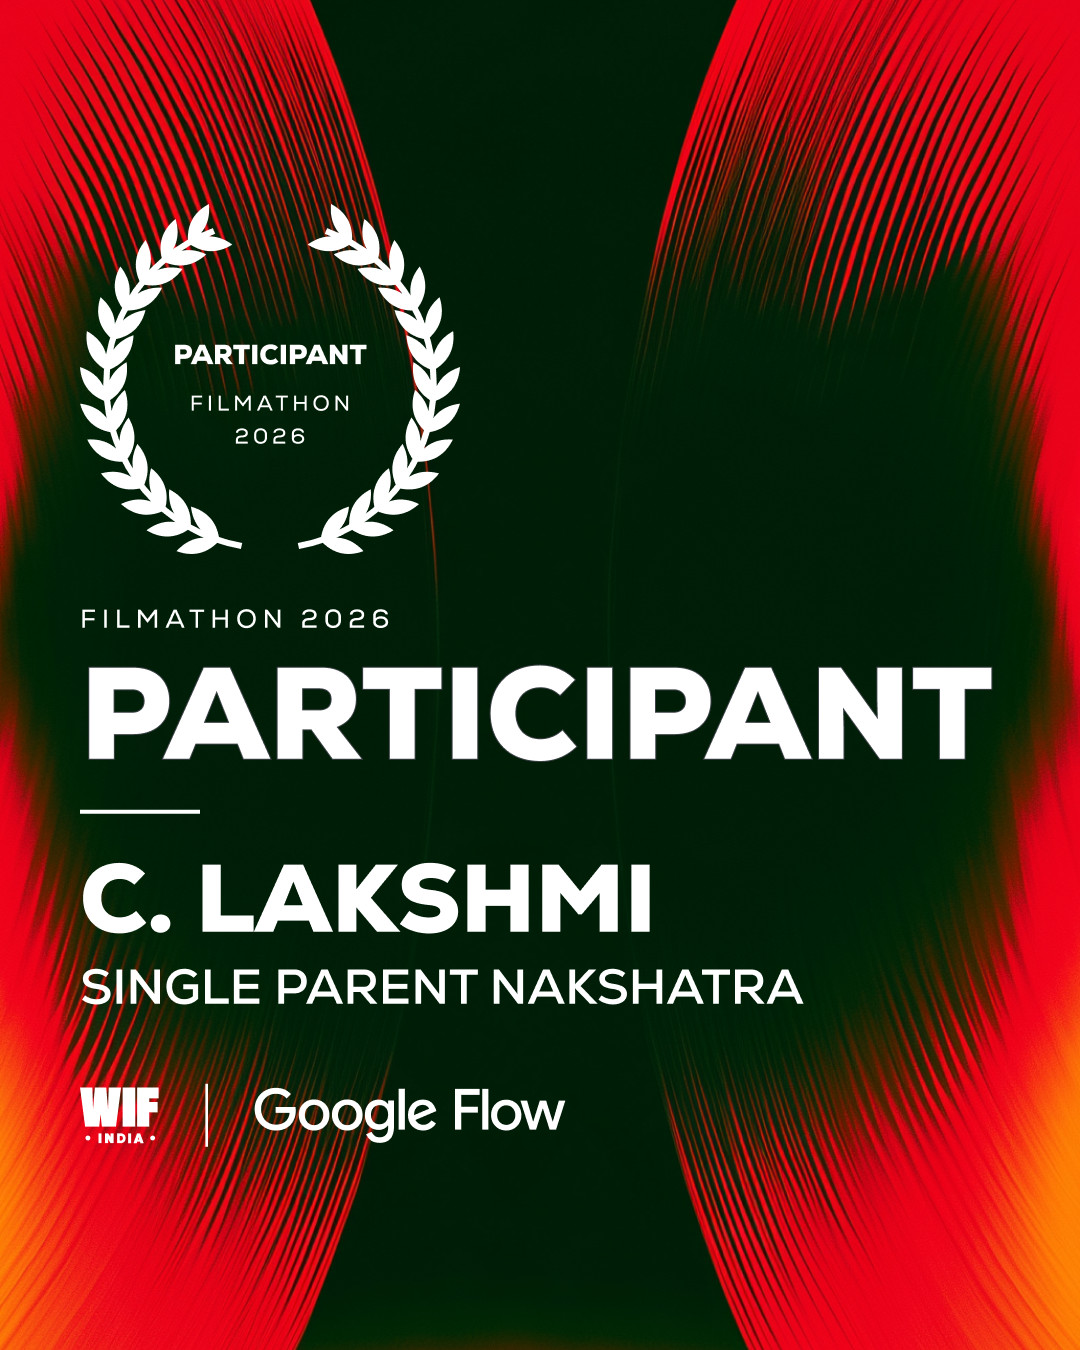 PARTICIPANT
FILMATHON
2026
FILMATHON 2026
PARTICIPANT
C. LAKSHMI
SINGLE PARENT NAKSHATRA
WIF
• INDIA •
Google Flow